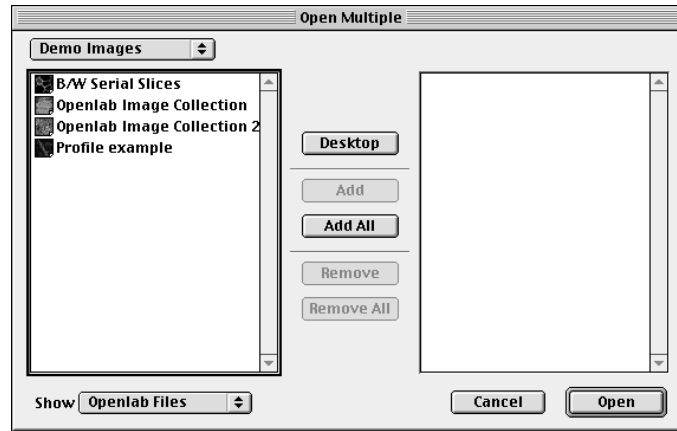 Open Multiple
Demo Images
B/W Serial Slices
Openlab Image Collection
Openlab Image Collection 2
Profile example
Desktop
Add
Add All
Remove
Remove All
Show Openlab Files
Cancel
Open